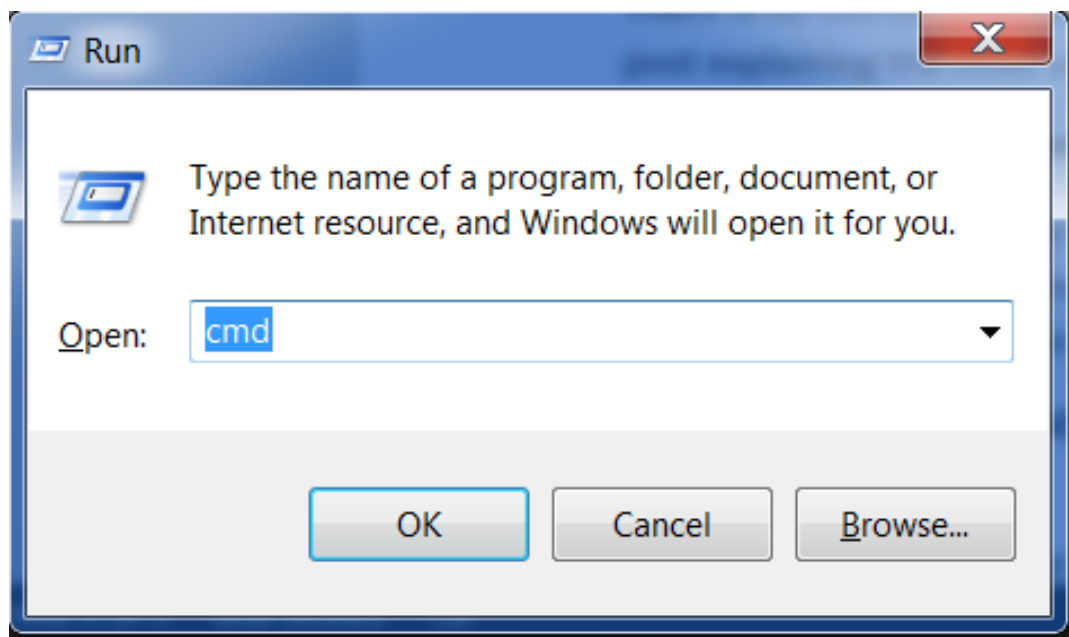 Run
Type the name of a program, folder, document, or
Internet resource, and Windows will open it for you.
Open: cmd
OK Cancel Browse...